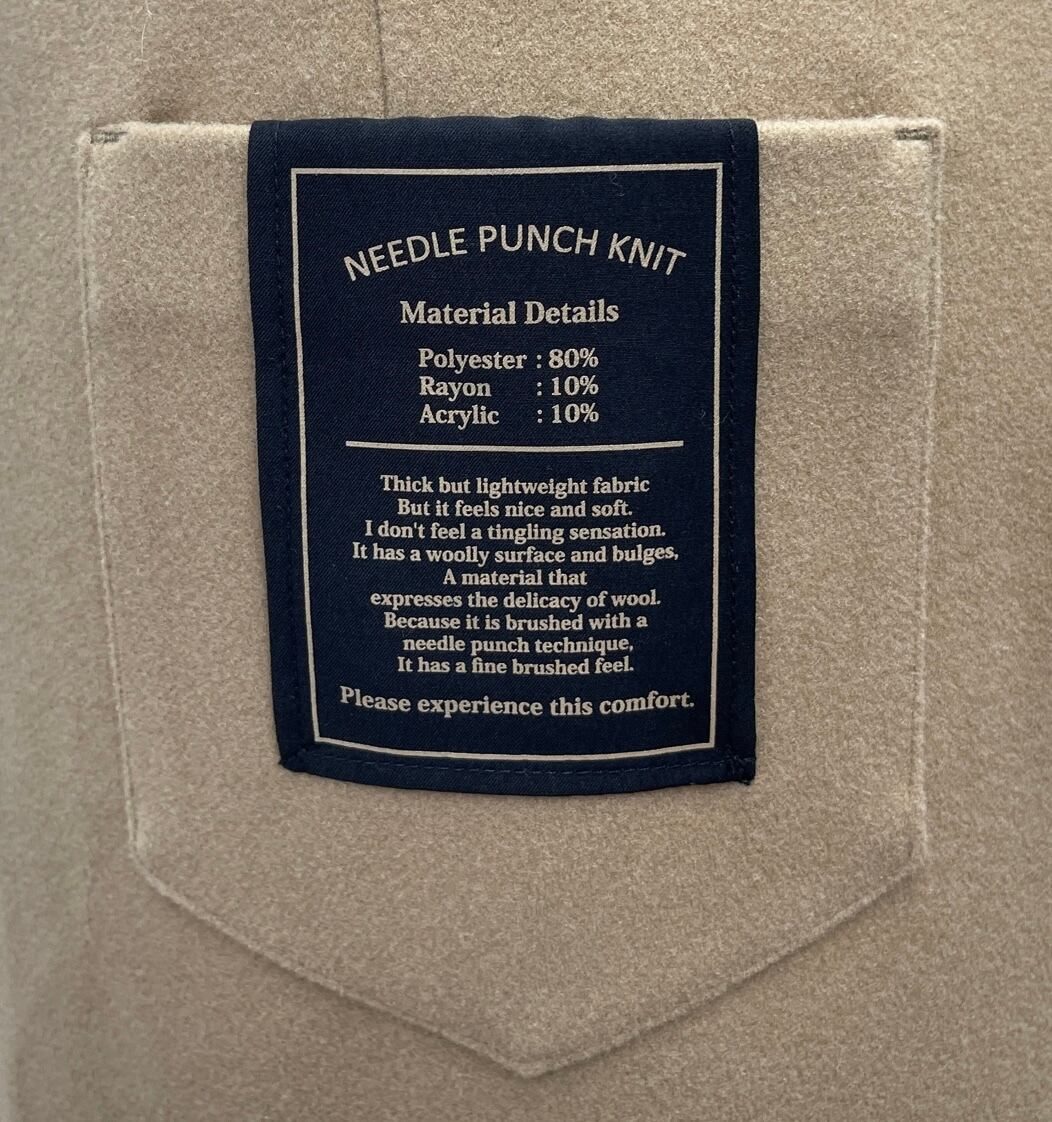 NEEDLE PUNCH KNIT
Material Details
Polyester : 80%
Rayon : 10%
Acrylic : 10%
Thick but lightweight fabric
But it feels nice and soft.
I don't feel a tingling sensation.
It has a woolly surface and bulges,
A material that
expresses the delicacy of wool.
Because it is brushed with a
needle punch technique,
It has a fine brushed feel.
Please experience this comfort.